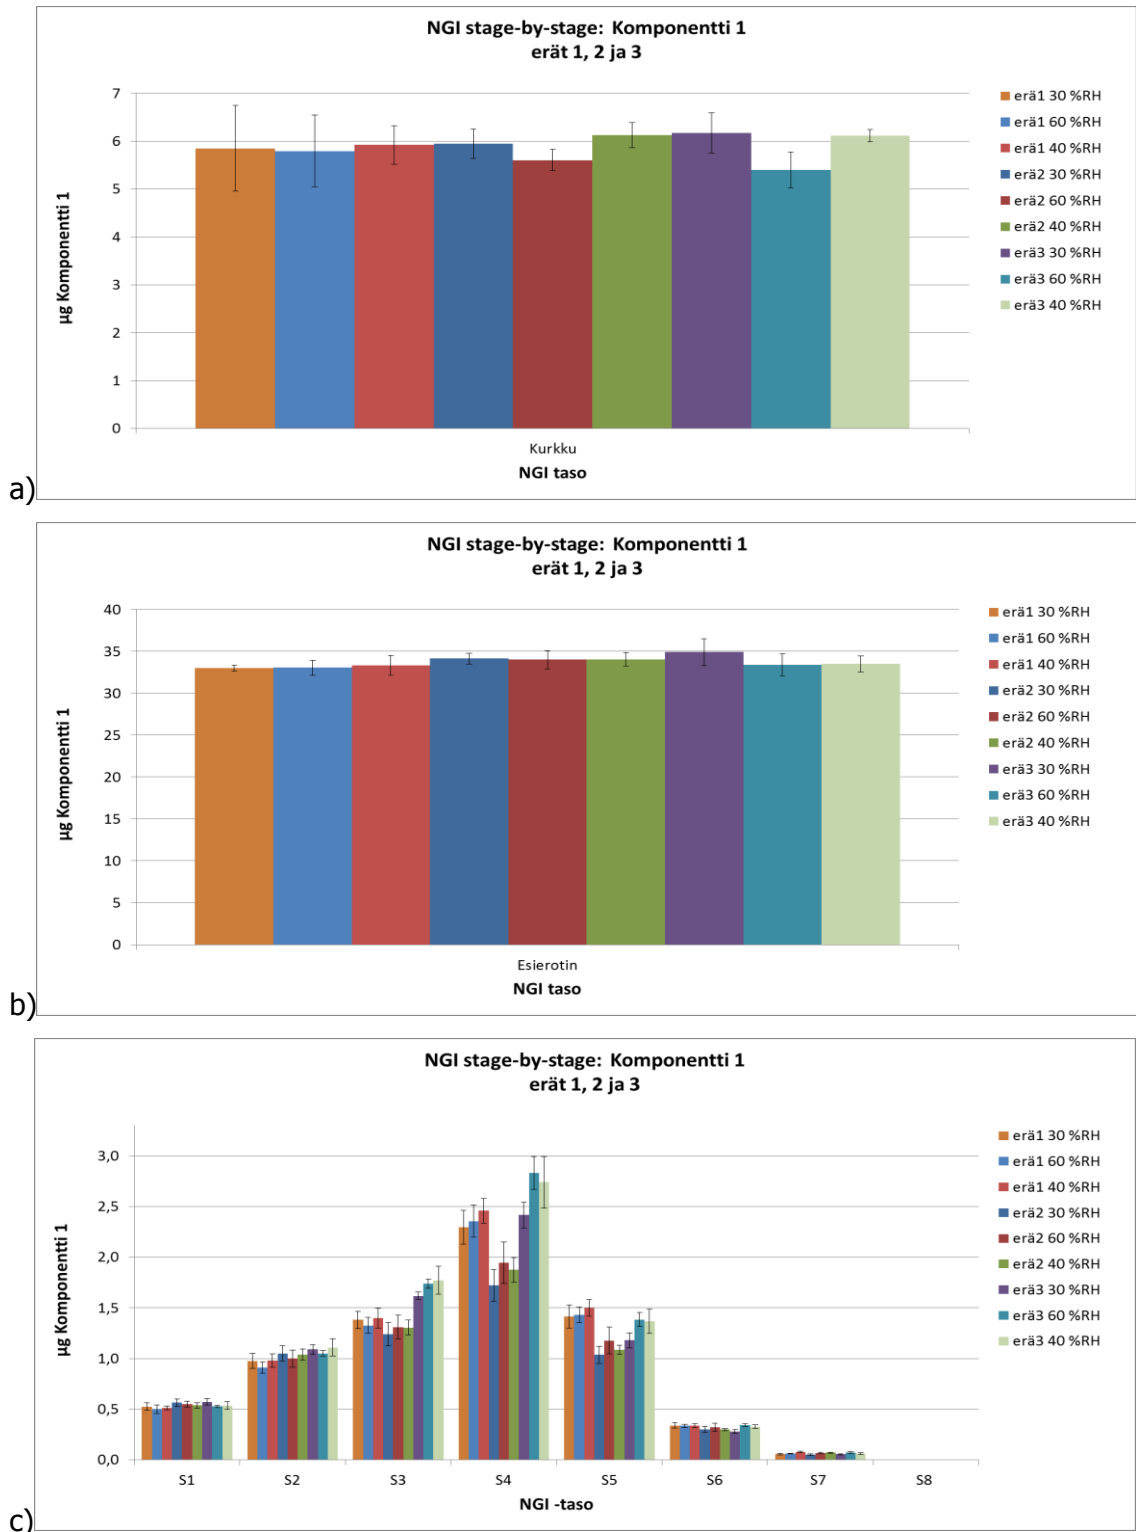 NGI stage-by-stage: Komponentti 1
erät 1, 2 ja 3
µg Komponentti 1
7
6
5
4
3
2
1
0
Kurkku
NGI taso
erä1 30 %RH
erä1 60 %RH
erä1 40 %RH
erä2 30 %RH
erä2 60 %RH
erä2 40 %RH
erä3 30 %RH
erä3 60 %RH
erä3 40 %RH
a)
NGI stage-by-stage: Komponentti 1
erät 1, 2 ja 3
µg Komponentti 1
40
35
30
25
20
15
10
5
0
Esierotin
NGI taso
erä1 30 %RH
erä1 60 %RH
erä1 40 %RH
erä2 30 %RH
erä2 60 %RH
erä2 40 %RH
erä3 30 %RH
erä3 60 %RH
erä3 40 %RH
b)
NGI stage-by-stage: Komponentti 1
erät 1, 2 ja 3
µg Komponentti 1
3,0
2,5
2,0
1,5
1,0
0,5
0,0
S1 S2 S3 S4 S5 S6 S7 S8
NGI -taso
erä1 30 %RH
erä1 60 %RH
erä1 40 %RH
erä2 30 %RH
erä2 60 %RH
erä2 40 %RH
erä3 30 %RH
erä3 60 %RH
erä3 40 %RH
c)